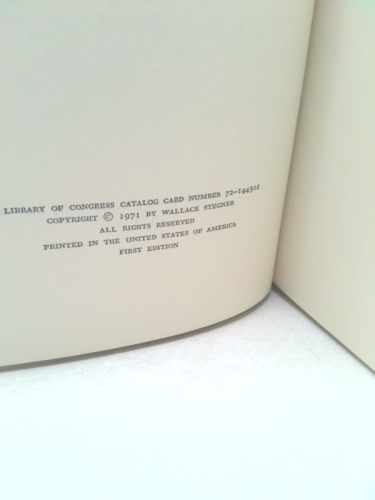 LIBRARY OF CONGRESS CATALOG CARD NUMBER 72-144301
COPYRIGHT © 1971 BY WALLACE STEGNER
ALL RIGHTS RESERVED
PRINTED IN THE UNITED STATES OF AMERICA
FIRST EDITION